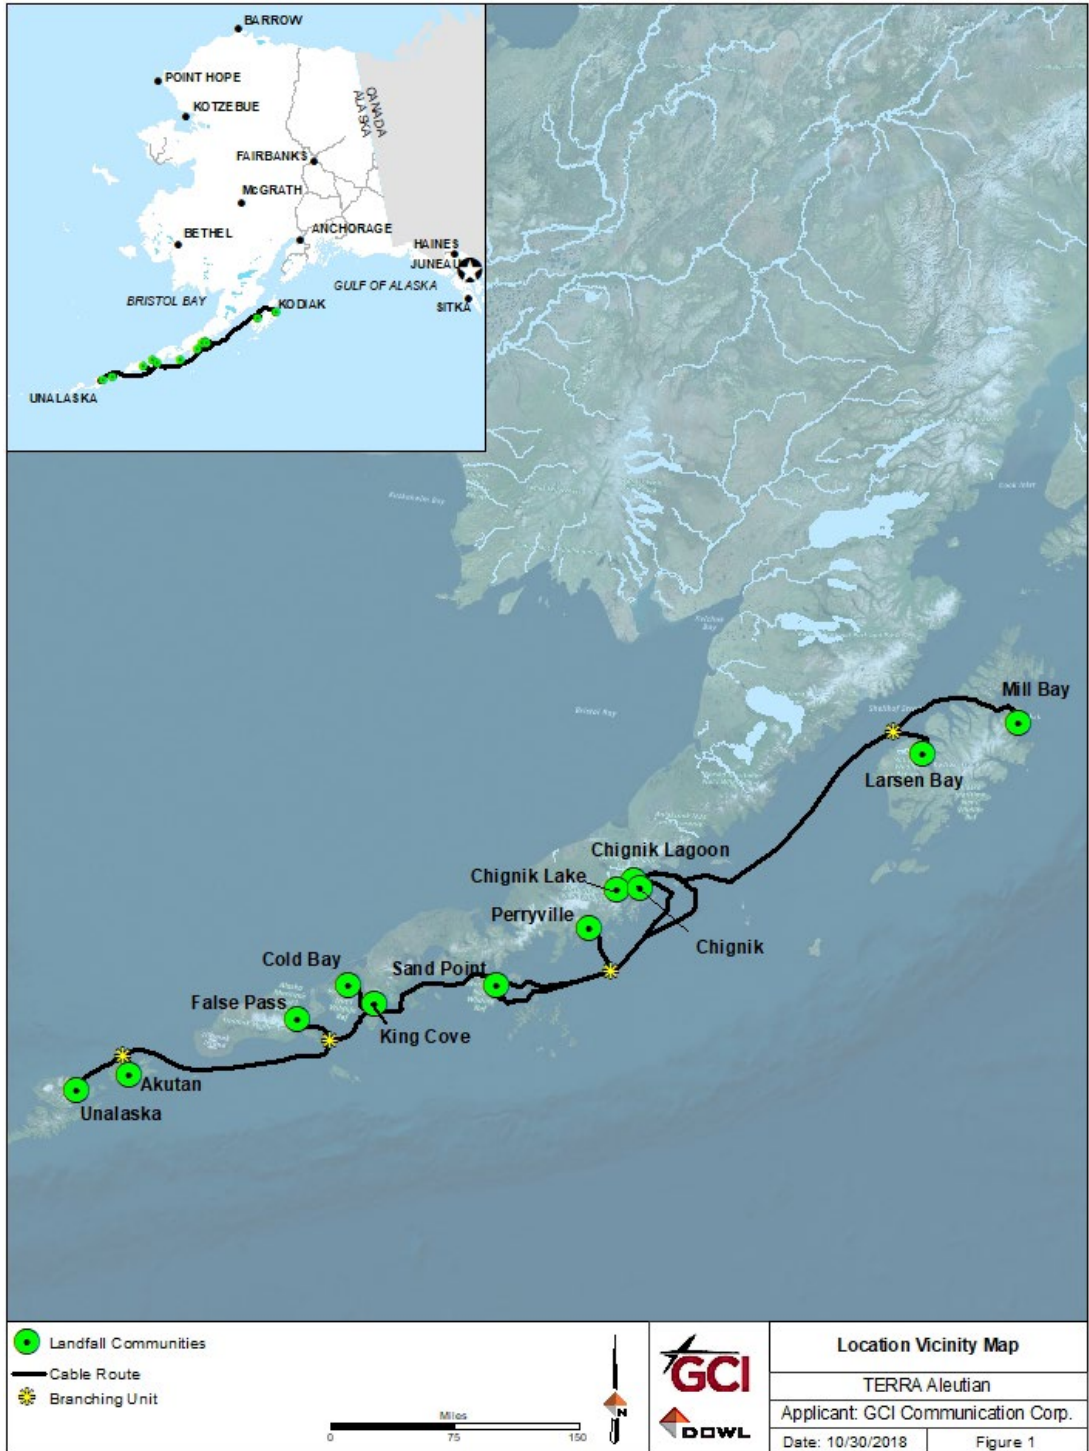 BARROW
POINT HOPE
KOTZEBUE
CANADA
ALASKA
FAIRBANKS
McGRATH
BETHEL
ANCHORAGE
HAINES
JUNEAU
GULF OF ALASKA
SITKA
BRISTOL BAY
KODIAK
UNALASKA
Bristol Bay
Mill Bay
Larsen Bay
Chignik Lagoon
Chignik Lake
Perryville
Chignik
Cold Bay
Sand Point
False Pass
King Cove
Akutan
Unalaska
Landfall Communities
Cable Route
Branching Unit
Miles
0 75 150
N
GCI
DOWL
Location Vicinity Map
TERRA Aleutian
Applicant: GCI Communication Corp.
Date: 10/30/2018
Figure 1